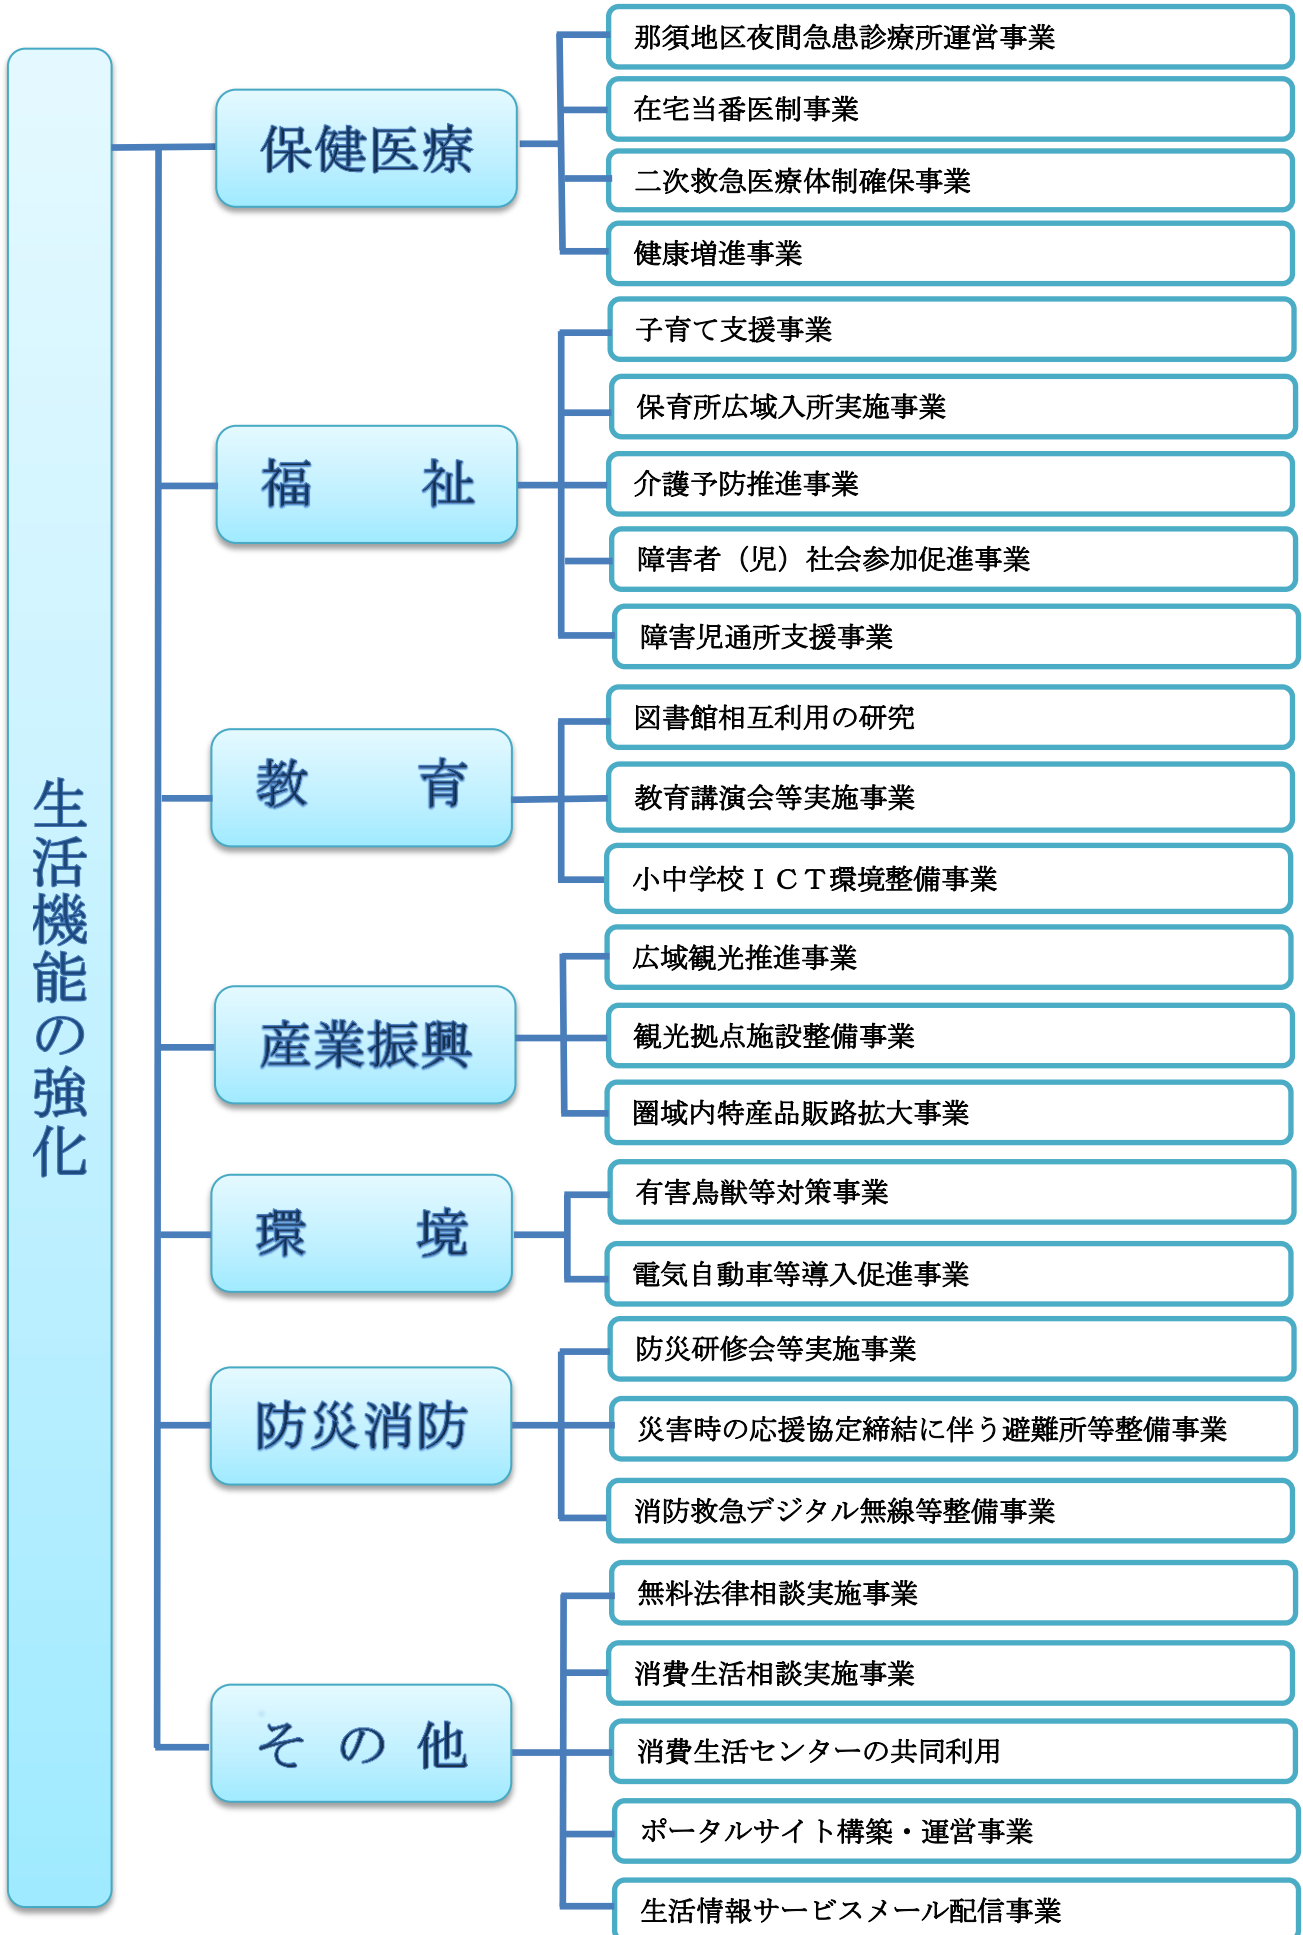 生活機能の強化
保健医療
那須地区夜間急患診療所運営事業
在宅当番医制事業
二次救急医療体制確保事業
健康増進事業
福　　祉
子育て支援事業
保育所広域入所実施事業
介護予防推進事業
障害者（児）社会参加促進事業
障害児通所支援事業
教　　育
図書館相互利用の研究
教育講演会等実施事業
小中学校ＩＣＴ環境整備事業
産業振興
広域観光推進事業
観光拠点施設整備事業
圏域内特産品販路拡大事業
環　　境
有害鳥獣等対策事業
電気自動車等導入促進事業
防災消防
防災研修会等実施事業
災害時の応援協定締結に伴う避難所等整備事業
消防救急デジタル無線等整備事業
その他
無料法律相談実施事業
消費生活相談実施事業
消費生活センターの共同利用
ポータルサイト構築・運営事業
生活情報サービスメール配信事業